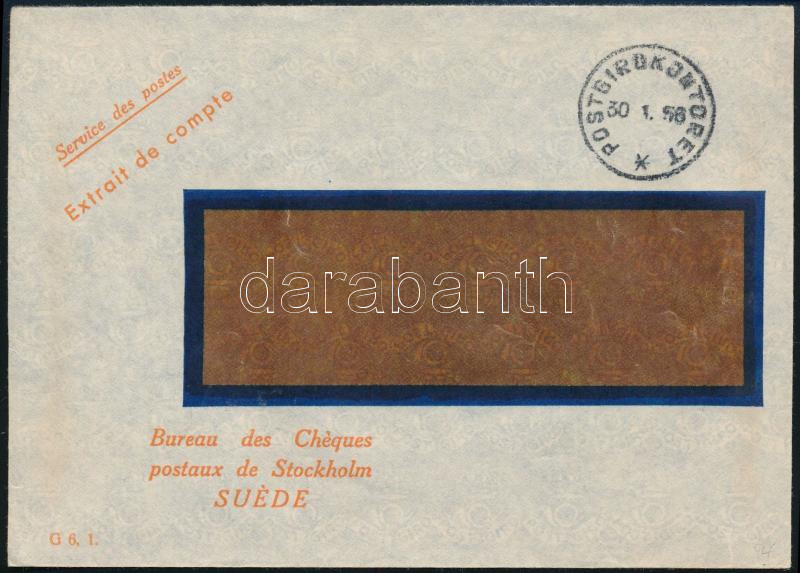 Service des postes
Extrait de compte
POSTGIROKONTORET
30 1. 56
darabanth
Bureau des Chèques
postaux de Stockholm
SUÈDE
G 6, 1.